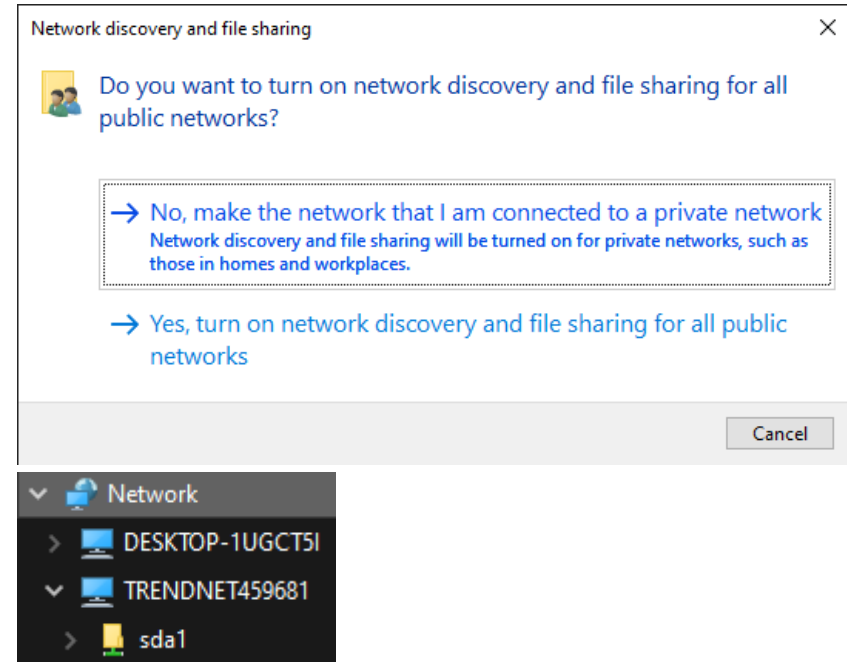 Network discovery and file sharing
Do you want to turn on network discovery and file sharing for all
public networks?
No, make the network that I am connected to a private network
Network discovery and file sharing will be turned on for private networks, such as
those in homes and workplaces.
Yes, turn on network discovery and file sharing for all public
networks
Cancel
Network
DESKTOP-1UGCT5I
TRENDNET459681
sda1